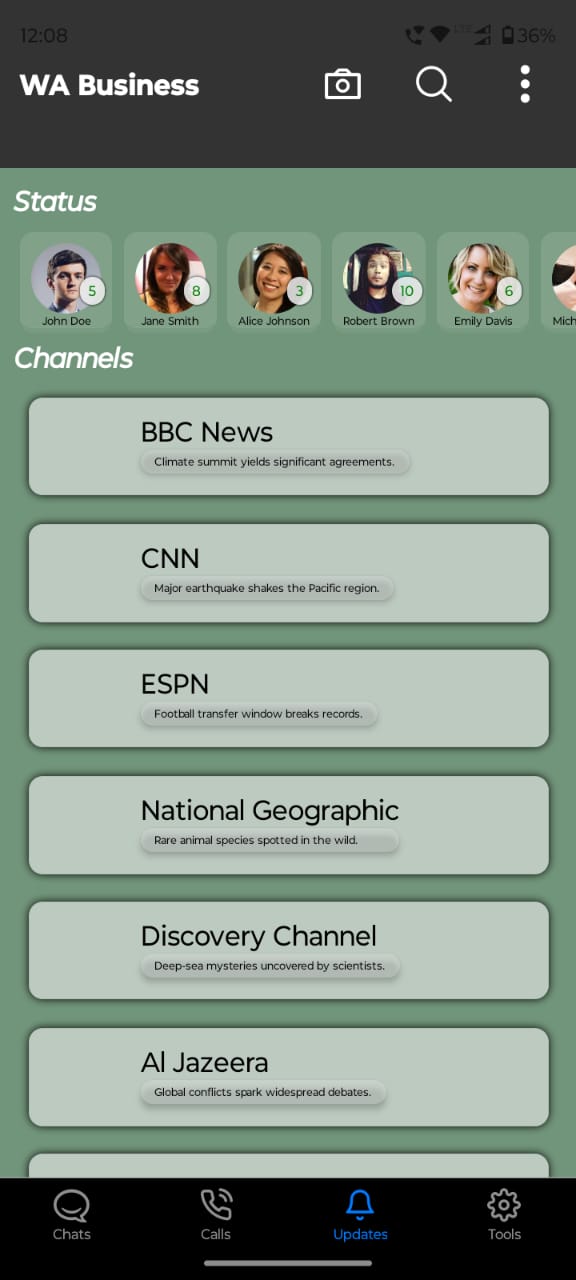 12:08
LTE
36%
WA Business
Status
5
8
3
10
6
John Doe
Jane Smith
Alice Johnson
Robert Brown
Emily Davis
Mich
Channels
BBC News
Climate summit yields significant agreements.
CNN
Major earthquake shakes the Pacific region.
ESPN
Football transfer window breaks records.
National Geographic
Rare animal species spotted in the wild.
Discovery Channel
Deep-sea mysteries uncovered by scientists.
Al Jazeera
Global conflicts spark widespread debates.
Chats
Calls
Updates
Tools